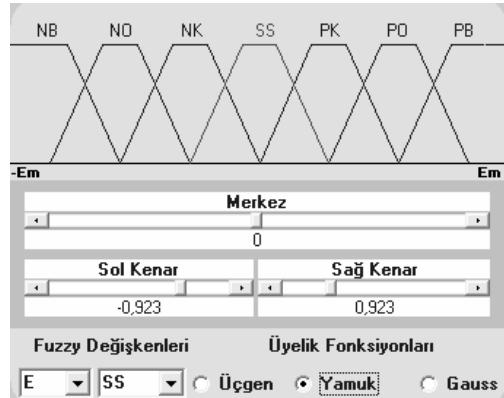 NB NO NK SS PK PO PB
-Em Em
Merkez
0
Sol Kenar Sağ Kenar
-0,923 0,923
Fuzzy Değişkenleri Üyelik Fonksiyonları
E SS Üçgen Yamuk Gauss